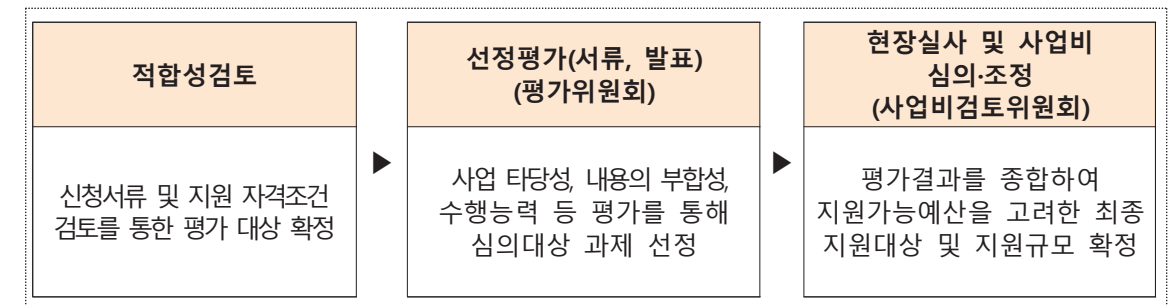 적합성검토
신청서류 및 지원 자격조건
검토를 통한 평가 대상 확정
▶
선정평가(서류, 발표)
(평가위원회)
사업 타당성, 내용의 부합성,
수행능력 등 평가를 통해
심의대상 과제 선정
▶
현장실사 및 사업비
심의·조정
(사업비검토위원회)
평가결과를 종합하여
지원가능예산을 고려한 최종
지원대상 및 지원규모 확정